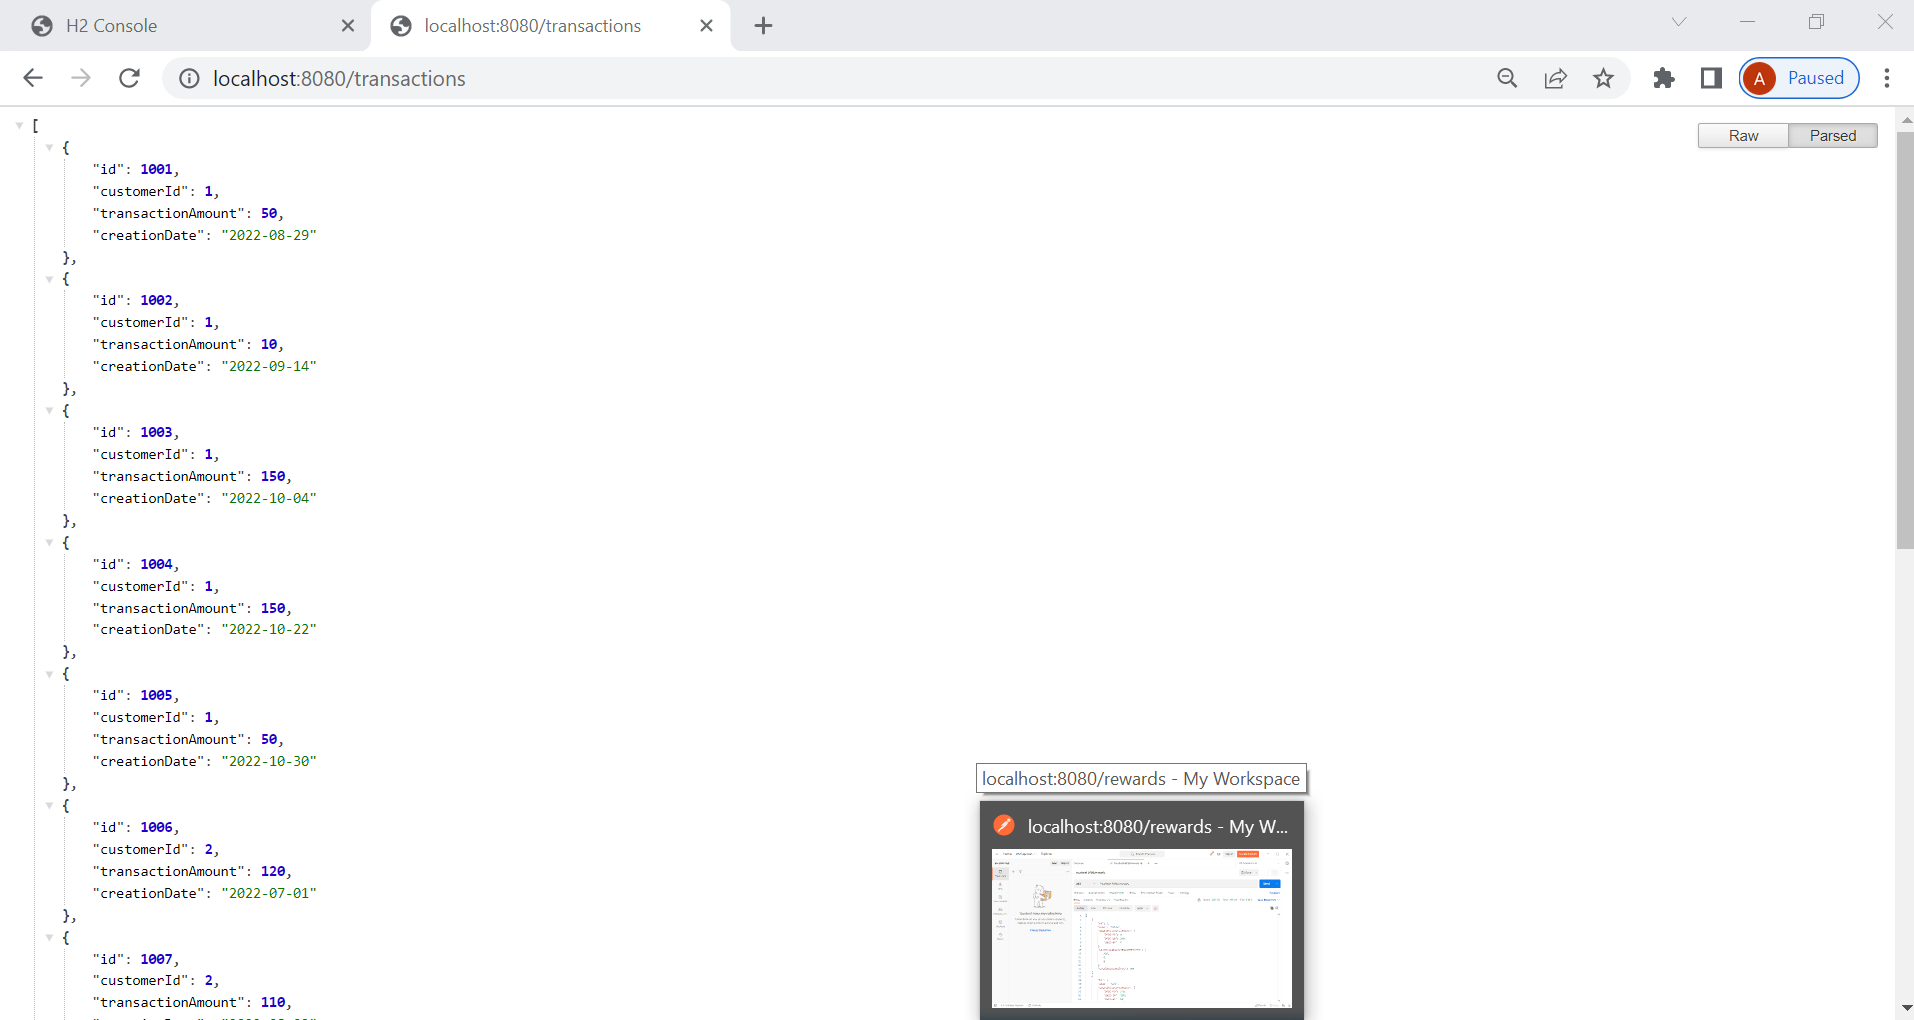 H2 Console
localhost:8080/transactions
localhost:8080/transactions
A Paused
Raw Parsed
[
{
"id": 1001,
"customerId": 1,
"transactionAmount": 50,
"creationDate": "2022-08-29"
},
{
"id": 1002,
"customerId": 1,
"transactionAmount": 10,
"creationDate": "2022-09-14"
},
{
"id": 1003,
"customerId": 1,
"transactionAmount": 150,
"creationDate": "2022-10-04"
},
{
"id": 1004,
"customerId": 1,
"transactionAmount": 150,
"creationDate": "2022-10-22"
},
{
"id": 1005,
"customerId": 1,
"transactionAmount": 50,
"creationDate": "2022-10-30"
},
{
"id": 1006,
"customerId": 2,
"transactionAmount": 120,
"creationDate": "2022-07-01"
},
{
"id": 1007,
"customerId": 2,
"transactionAmount": 110,
localhost:8080/rewards - My Workspace
localhost:8080/rewards - My W...